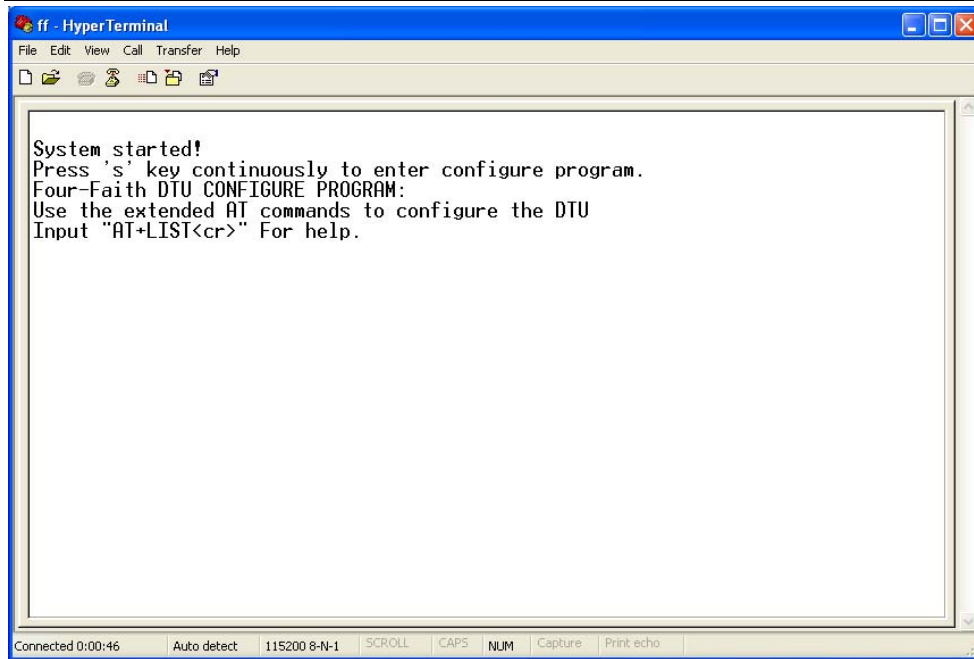 ff - HyperTerminal
File Edit View Call Transfer Help
System started!
Press 's' key continuously to enter configure program.
Four-Faith DTU CONFIGURE PROGRAM:
Use the extended AT commands to configure the DTU
Input "AT+LIST<cr>" For help.
Connected 0:00:46 Auto detect 115200 8-N-1 SCROLL CAPS NUM Capture Print echo